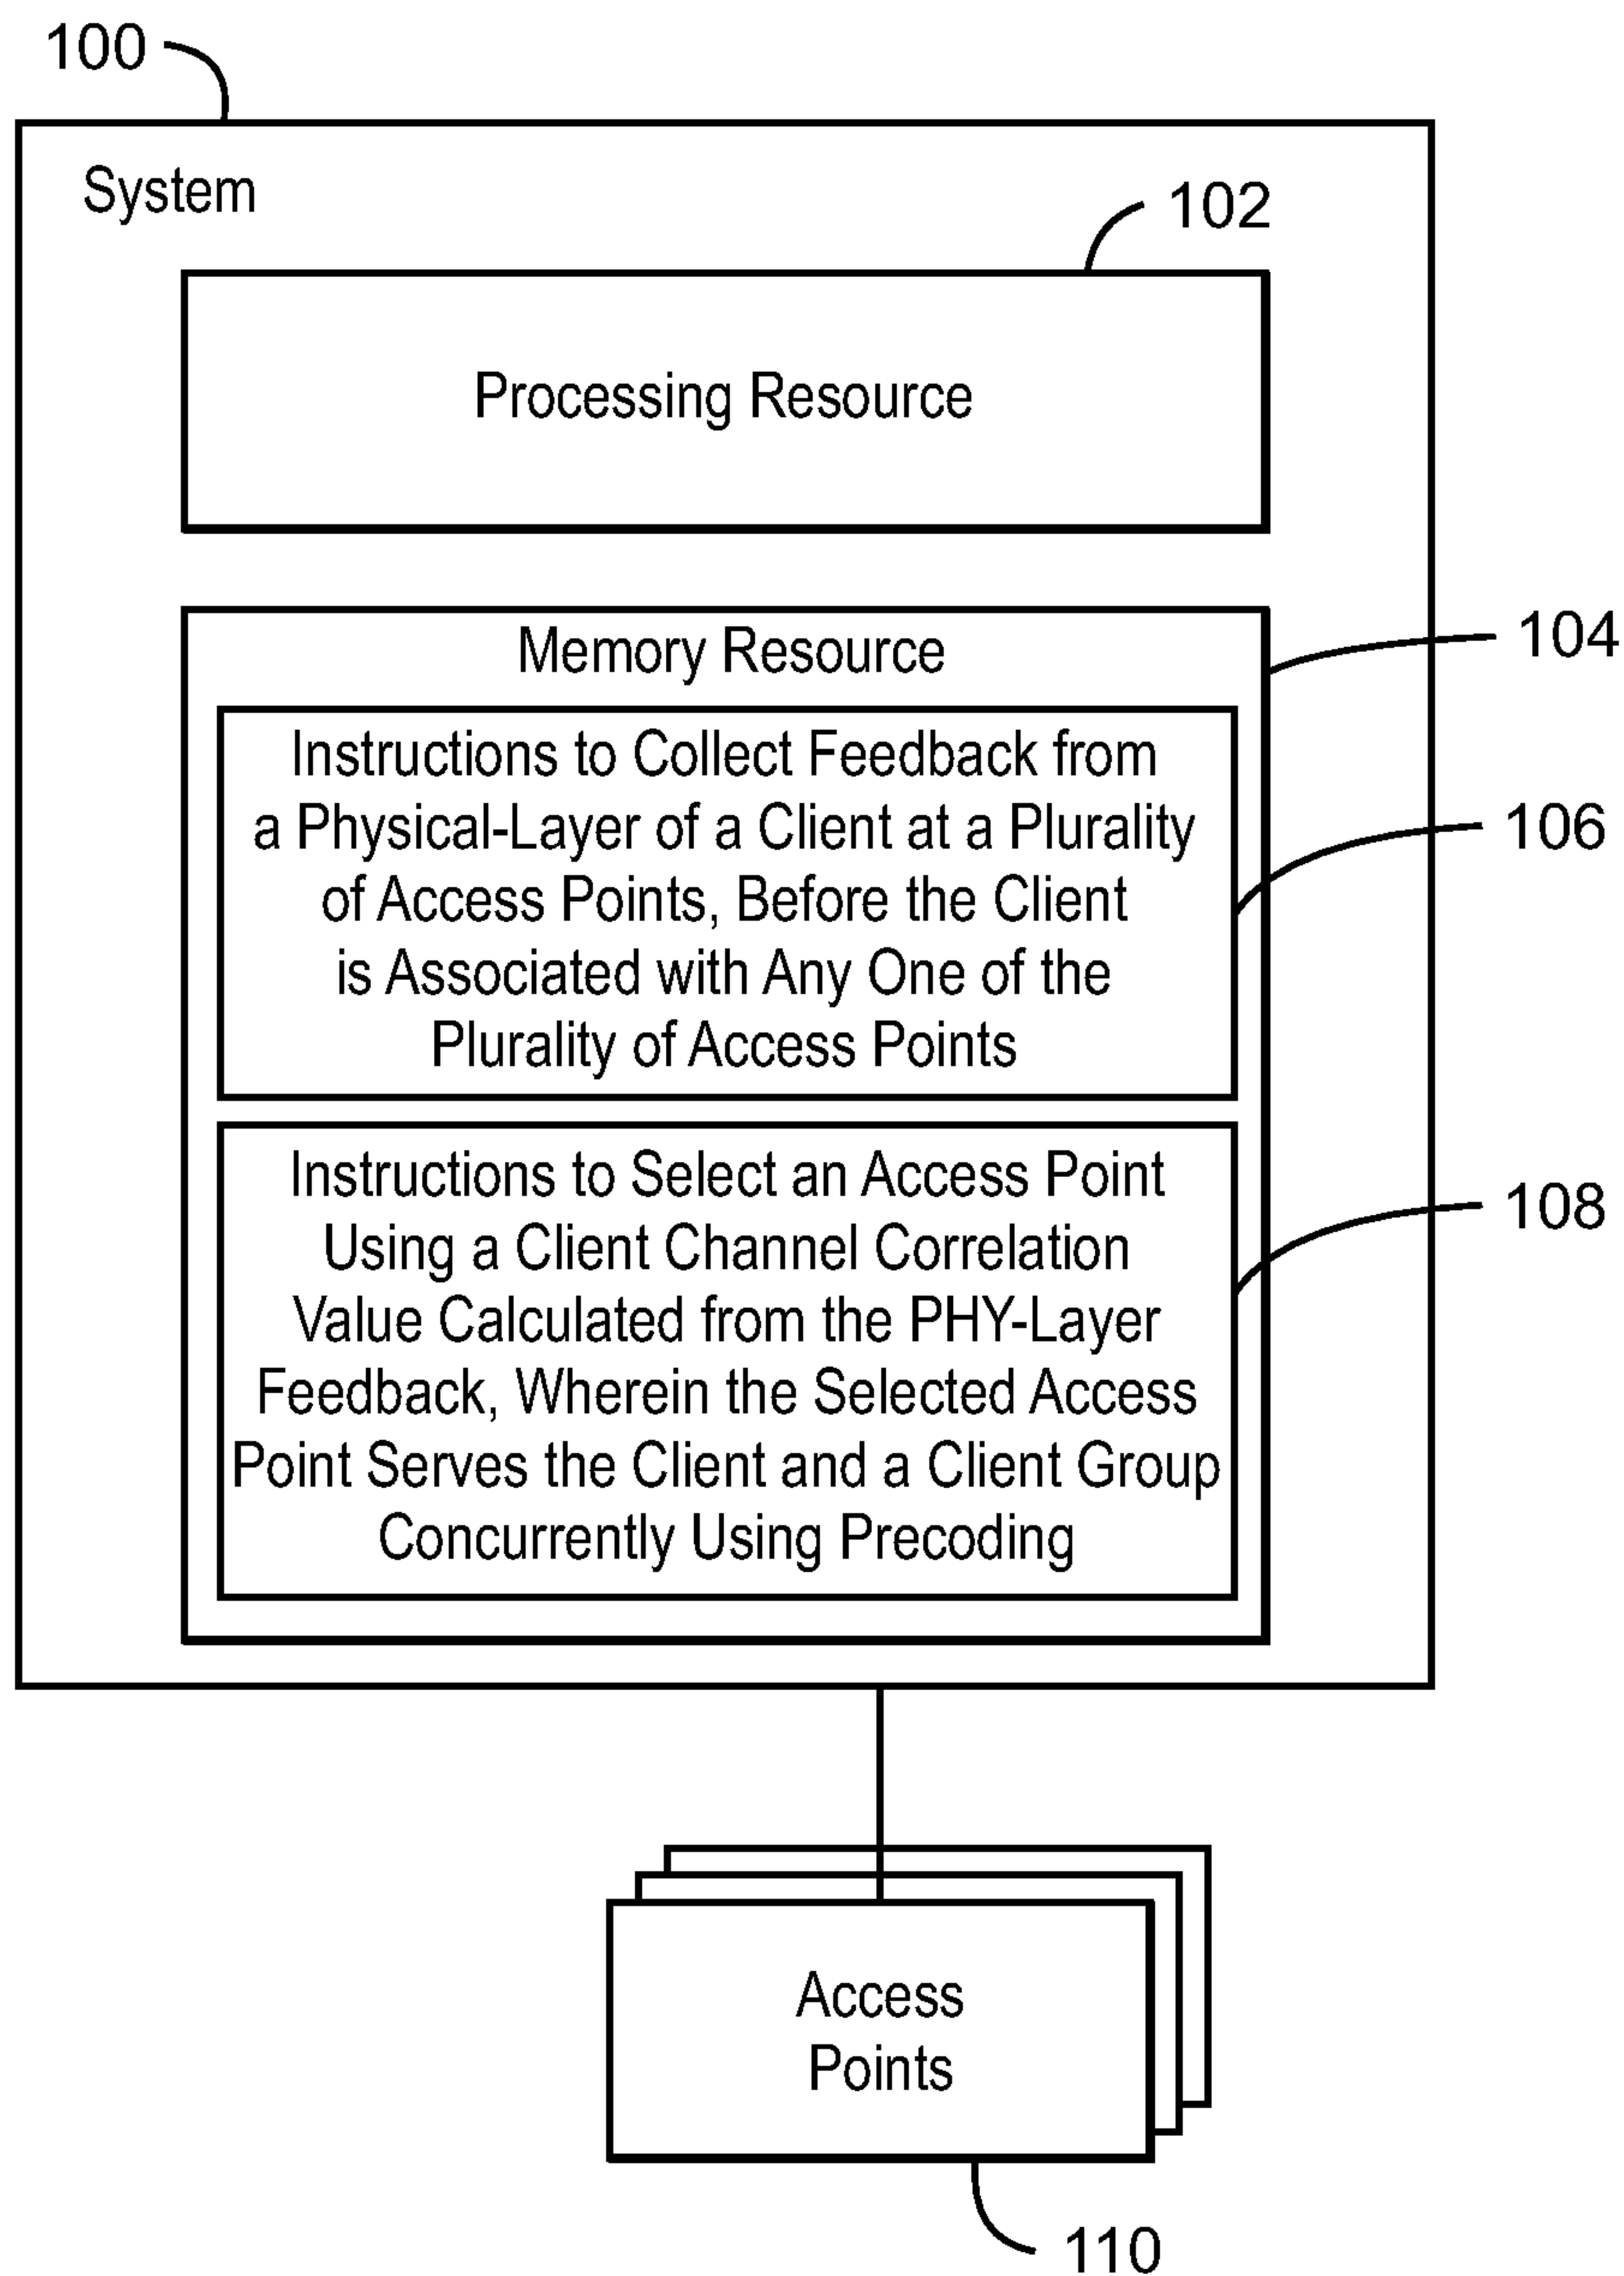 100
System
102
Processing Resource
104
Memory Resource
Instructions to Collect Feedback from
a Physical-Layer of a Client at a Plurality
of Access Points, Before the Client
is Associated with Any One of the
Plurality of Access Points
106
Instructions to Select an Access Point
Using a Client Channel Correlation
Value Calculated from the PHY-Layer
Feedback, Wherein the Selected Access
Point Serves the Client and a Client Group
Concurrently Using Precoding
108
Access
Points
110